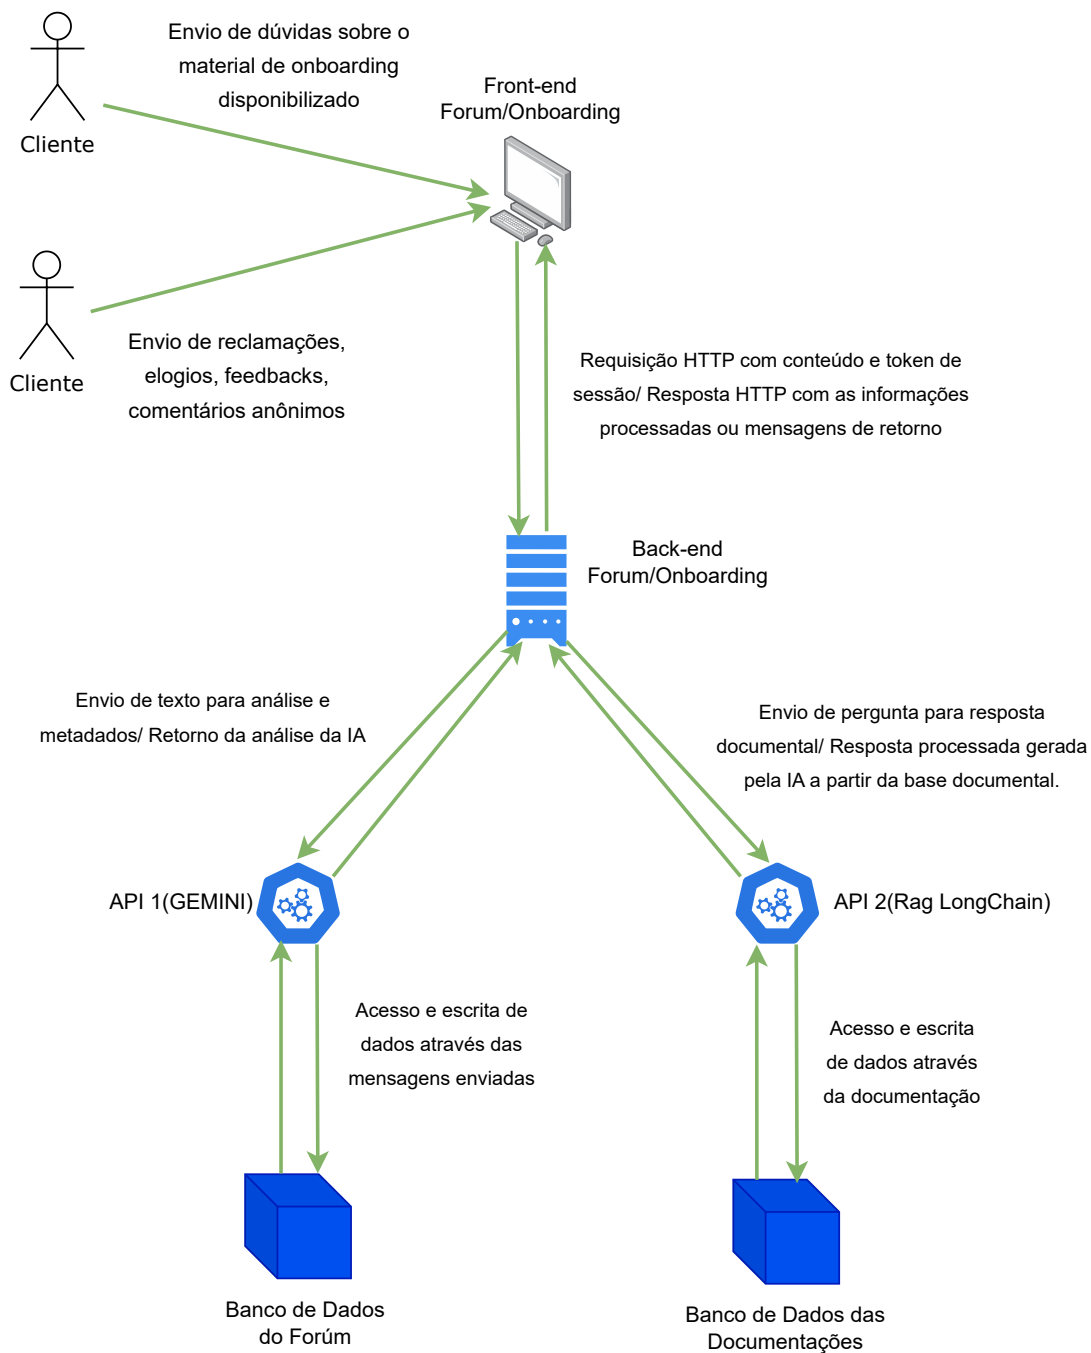 Envio de dúvidas sobre o
material de onboarding
disponibilizado
Cliente
Front-end
Forum/Onboarding
Envio de reclamações,
elogios, feedbacks,
comentários anônimos
Cliente
Requisição HTTP com conteúdo e token de
sessão/ Resposta HTTP com as informações
processadas ou mensagens de retorno
Back-end
Forum/Onboarding
Envio de texto para análise e
metadados/ Retorno da análise da IA
Envio de pergunta para resposta
documental/ Resposta processada gerada
pela IA a partir da base documental.
API 1(GEMINI)
API 2(Rag LongChain)
Acesso e escrita de
dados através das
mensagens enviadas
Acesso e escrita
de dados através
da documentação
Banco de Dados
do Forúm
Banco de Dados das
Documentações